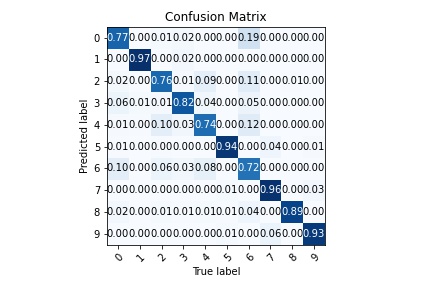 Confusion Matrix
0 0.77 0.00 0.01 0.02 0.00 0.00 0.19 0.00 0.00 0.00
1 0.00 0.97 0.00 0.02 0.00 0.00 0.00 0.00 0.00 0.00
2 0.02 0.00 0.76 0.01 0.09 0.00 0.11 0.00 0.01 0.00
3 0.06 0.01 0.01 0.82 0.04 0.00 0.05 0.00 0.00 0.00
4 0.01 0.00 0.10 0.03 0.74 0.00 0.12 0.00 0.00 0.00
5 0.01 0.00 0.00 0.00 0.00 0.94 0.00 0.04 0.00 0.01
6 0.10 0.00 0.06 0.03 0.08 0.00 0.72 0.00 0.00 0.00
7 0.00 0.00 0.00 0.00 0.00 0.01 0.00 0.96 0.00 0.03
8 0.02 0.00 0.01 0.01 0.01 0.01 0.04 0.00 0.89 0.00
9 0.00 0.00 0.00 0.00 0.00 0.01 0.00 0.06 0.00 0.93
0 1 2 3 4 5 6 7 8 9
True label
Predicted label